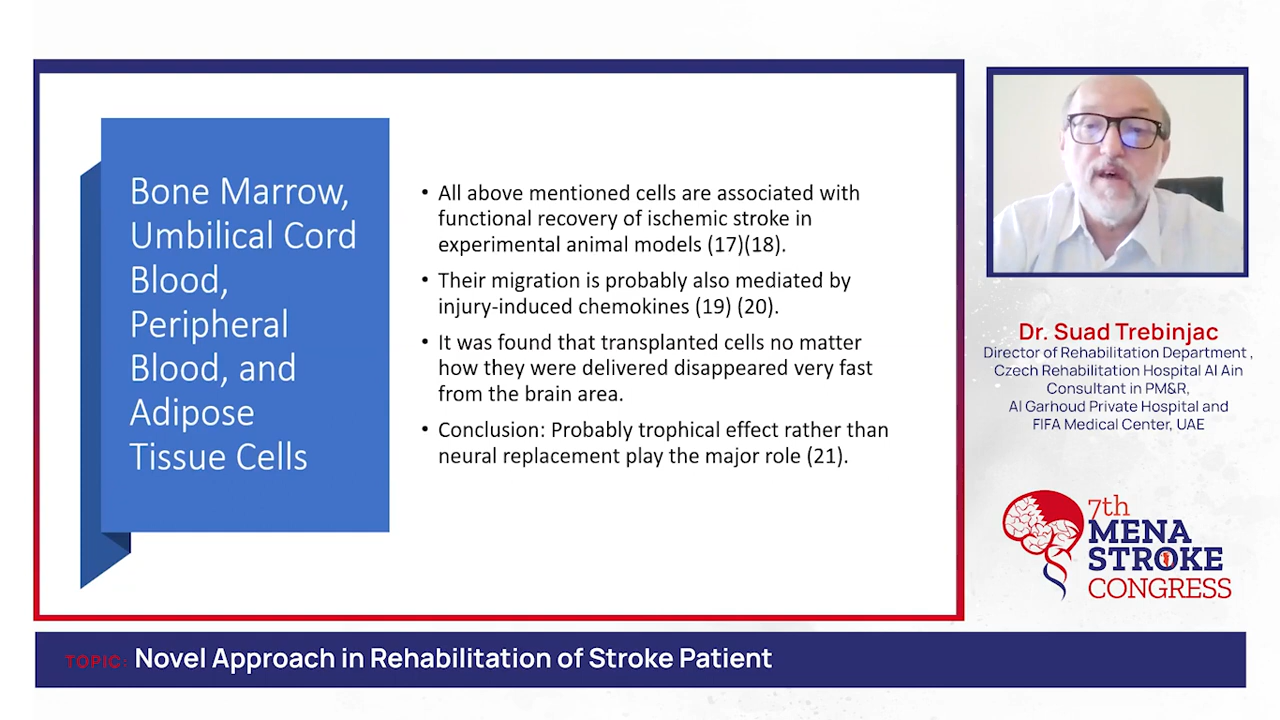 Bone Marrow,
Umbilical Cord
Blood,
Peripheral
Blood, and
Adipose
Tissue Cells
• All above mentioned cells are associated with
functional recovery of ischemic stroke in
experimental animal models (17)(18).
• Their migration is probably also mediated by
injury-induced chemokines (19) (20).
• It was found that transplanted cells no matter
how they were delivered disappeared very fast
from the brain area.
• Conclusion: Probably trophical effect rather than
neural replacement play the major role (21).
Dr. Suad Trebinjac
Director of Rehabilitation Department ,
Czech Rehabilitation Hospital Al Ain
Consultant in PM&R,
Al Garhoud Private Hospital and
FIFA Medical Center, UAE
7th
MENA
STROKE
CONGRESS
TOPIC: Novel Approach in Rehabilitation of Stroke Patient